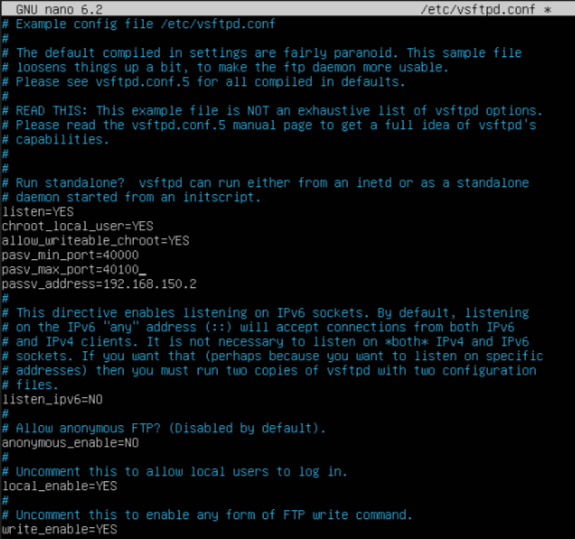 GNU nano 6.2 /etc/vsftpd.conf *
# Example config file /etc/vsftpd.conf
#
# The default compiled in settings are fairly paranoid. This sample file
# loosens things up a bit, to make the ftp daemon more usable.
# Please see vsftpd.conf.5 for all compiled in defaults.
#
# READ THIS: This example file is NOT an exhaustive list of vsftpd options.
# Please read the vsftpd.conf.5 manual page to get a full idea of vsftpd's
# capabilities.
#
#
# Run standalone?  vsftpd can run either from an inetd or as a standalone
# daemon started from an initscript.
listen=YES
chroot_local_user=YES
allow_writeable_chroot=YES
pasv_min_port=40000
pasv_max_port=40100
passv_address=192.168.150.2
#
# This directive enables listening on IPv6 sockets. By default, listening
# on the IPv6 "any" address (::) will accept connections from both IPv6
# and IPv4 clients. It is not necessary to listen on *both* IPv4 and IPv6
# sockets. If you want that (perhaps because you want to listen on specific
# addresses) then you must run two copies of vsftpd with two configuration
# files.
listen_ipv6=NO
#
# Allow anonymous FTP? (Disabled by default).
anonymous_enable=NO
#
# Uncomment this to allow local users to log in.
local_enable=YES
#
# Uncomment this to enable any form of FTP write command.
write_enable=YES